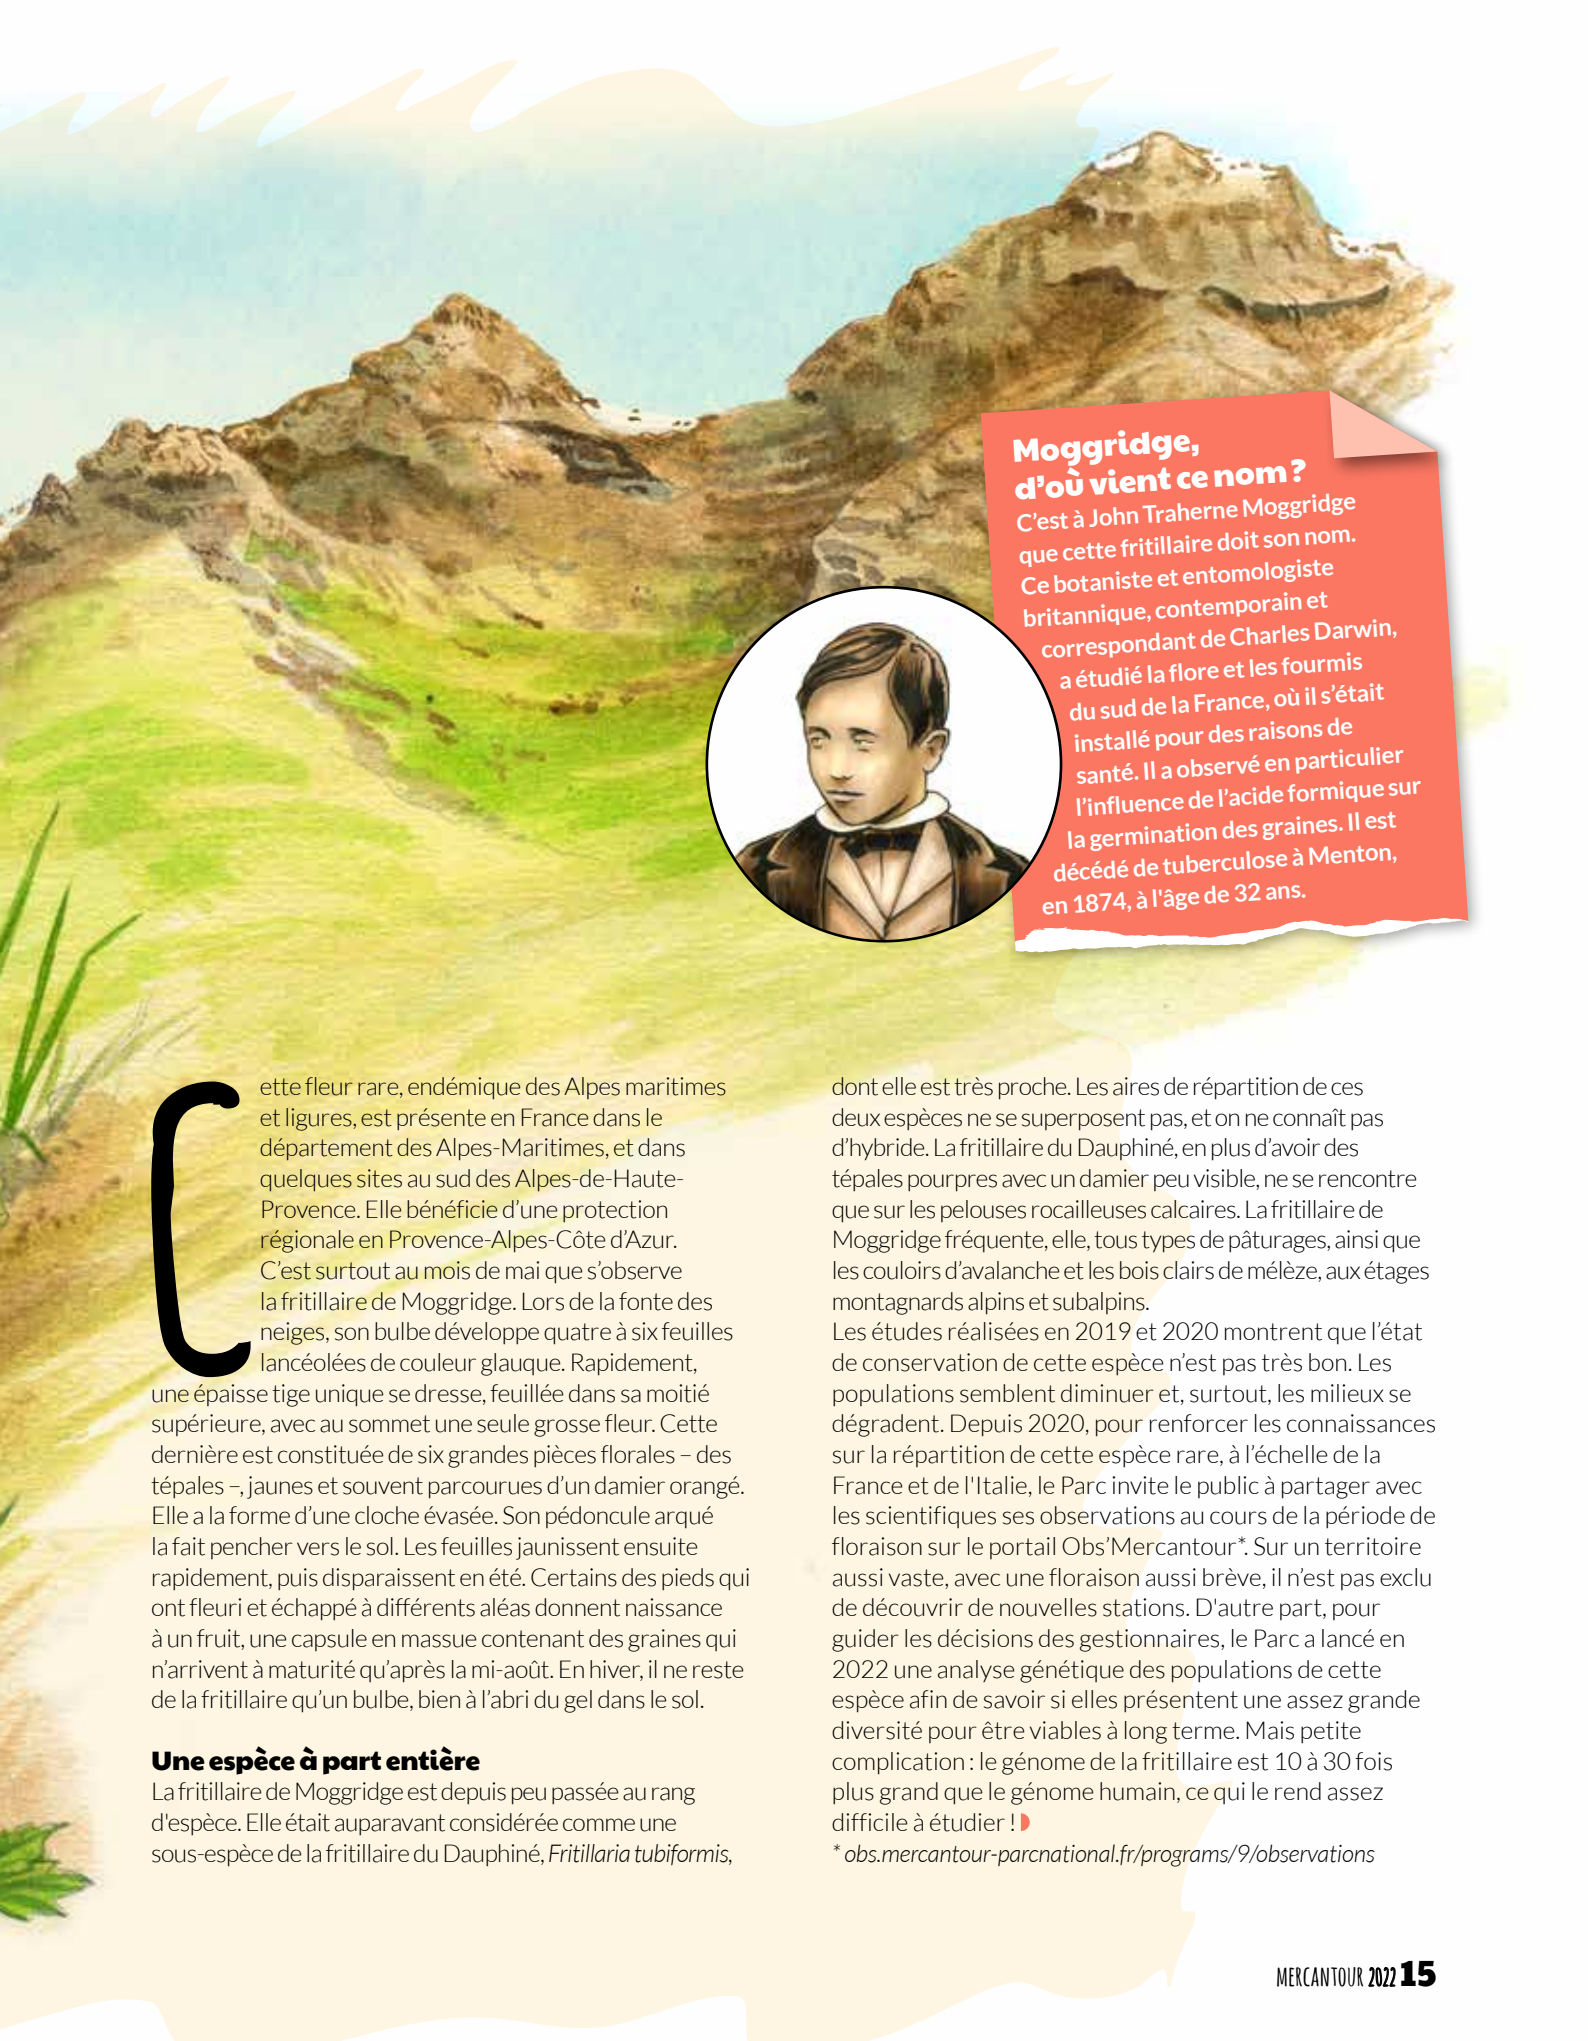 Moggridge,
d’où vient ce nom ?
C’est à John Traherne Moggridge
que cette fritillaire doit son nom.
Ce botaniste et entomologiste
britannique, contemporain et
correspondant de Charles Darwin,
a étudié la flore et les fourmis
du sud de la France, où il s’était
installé pour des raisons de
santé. Il a observé en particulier
l’influence de l’acide formique sur
la germination des graines. Il est
décédé de tuberculose à Menton,
en 1874, à l'âge de 32 ans.
Cette fleur rare, endémique des Alpes maritimes
et ligures, est présente en France dans le
département des Alpes-Maritimes, et dans
quelques sites au sud des Alpes-de-Haute-
Provence. Elle bénéficie d’une protection
régionale en Provence-Alpes-Côte d’Azur.
C’est surtout au mois de mai que s’observe
la fritillaire de Moggridge. Lors de la fonte des
neiges, son bulbe développe quatre à six feuilles
lancéolées de couleur glauque. Rapidement,
une épaisse tige unique se dresse, feuillée dans sa moitié
supérieure, avec au sommet une seule grosse fleur. Cette
dernière est constituée de six grandes pièces florales – des
tépales –, jaunes et souvent parcourues d’un damier orangé.
Elle a la forme d’une cloche évasée. Son pédoncule arqué
la fait pencher vers le sol. Les feuilles jaunissent ensuite
rapidement, puis disparaissent en été. Certains des pieds qui
ont fleuri et échappé à différents aléas donnent naissance
à un fruit, une capsule en massue contenant des graines qui
n’arrivent à maturité qu’après la mi-août. En hiver, il ne reste
de la fritillaire qu’un bulbe, bien à l’abri du gel dans le sol.
Une espèce à part entière
La fritillaire de Moggridge est depuis peu passée au rang
d'espèce. Elle était auparavant considérée comme une
sous-espèce de la fritillaire du Dauphiné, Fritillaria tubiformis,
dont elle est très proche. Les aires de répartition de ces
deux espèces ne se superposent pas, et on ne connaît pas
d’hybride. La fritillaire du Dauphiné, en plus d’avoir des
tépales pourpres avec un damier peu visible, ne se rencontre
que sur les pelouses rocailleuses calcaires. La fritillaire de
Moggridge fréquente, elle, tous types de pâturages, ainsi que
les couloirs d’avalanche et les bois clairs de mélèze, aux étages
montagnards alpins et subalpins.
Les études réalisées en 2019 et 2020 montrent que l’état
de conservation de cette espèce n’est pas très bon. Les
populations semblent diminuer et, surtout, les milieux se
dégradent. Depuis 2020, pour renforcer les connaissances
sur la répartition de cette espèce rare, à l’échelle de la
France et de l'Italie, le Parc invite le public à partager avec
les scientifiques ses observations au cours de la période de
floraison sur le portail Obs’Mercantour*. Sur un territoire
aussi vaste, avec une floraison aussi brève, il n’est pas exclu
de découvrir de nouvelles stations. D'autre part, pour
guider les décisions des gestionnaires, le Parc a lancé en
2022 une analyse génétique des populations de cette
espèce afin de savoir si elles présentent une assez grande
diversité pour être viables à long terme. Mais petite
complication : le génome de la fritillaire est 10 à 30 fois
plus grand que le génome humain, ce qui le rend assez
difficile à étudier !
* obs.mercantour-parcnational.fr/programs/9/observations
MERCANTOUR 2022 15